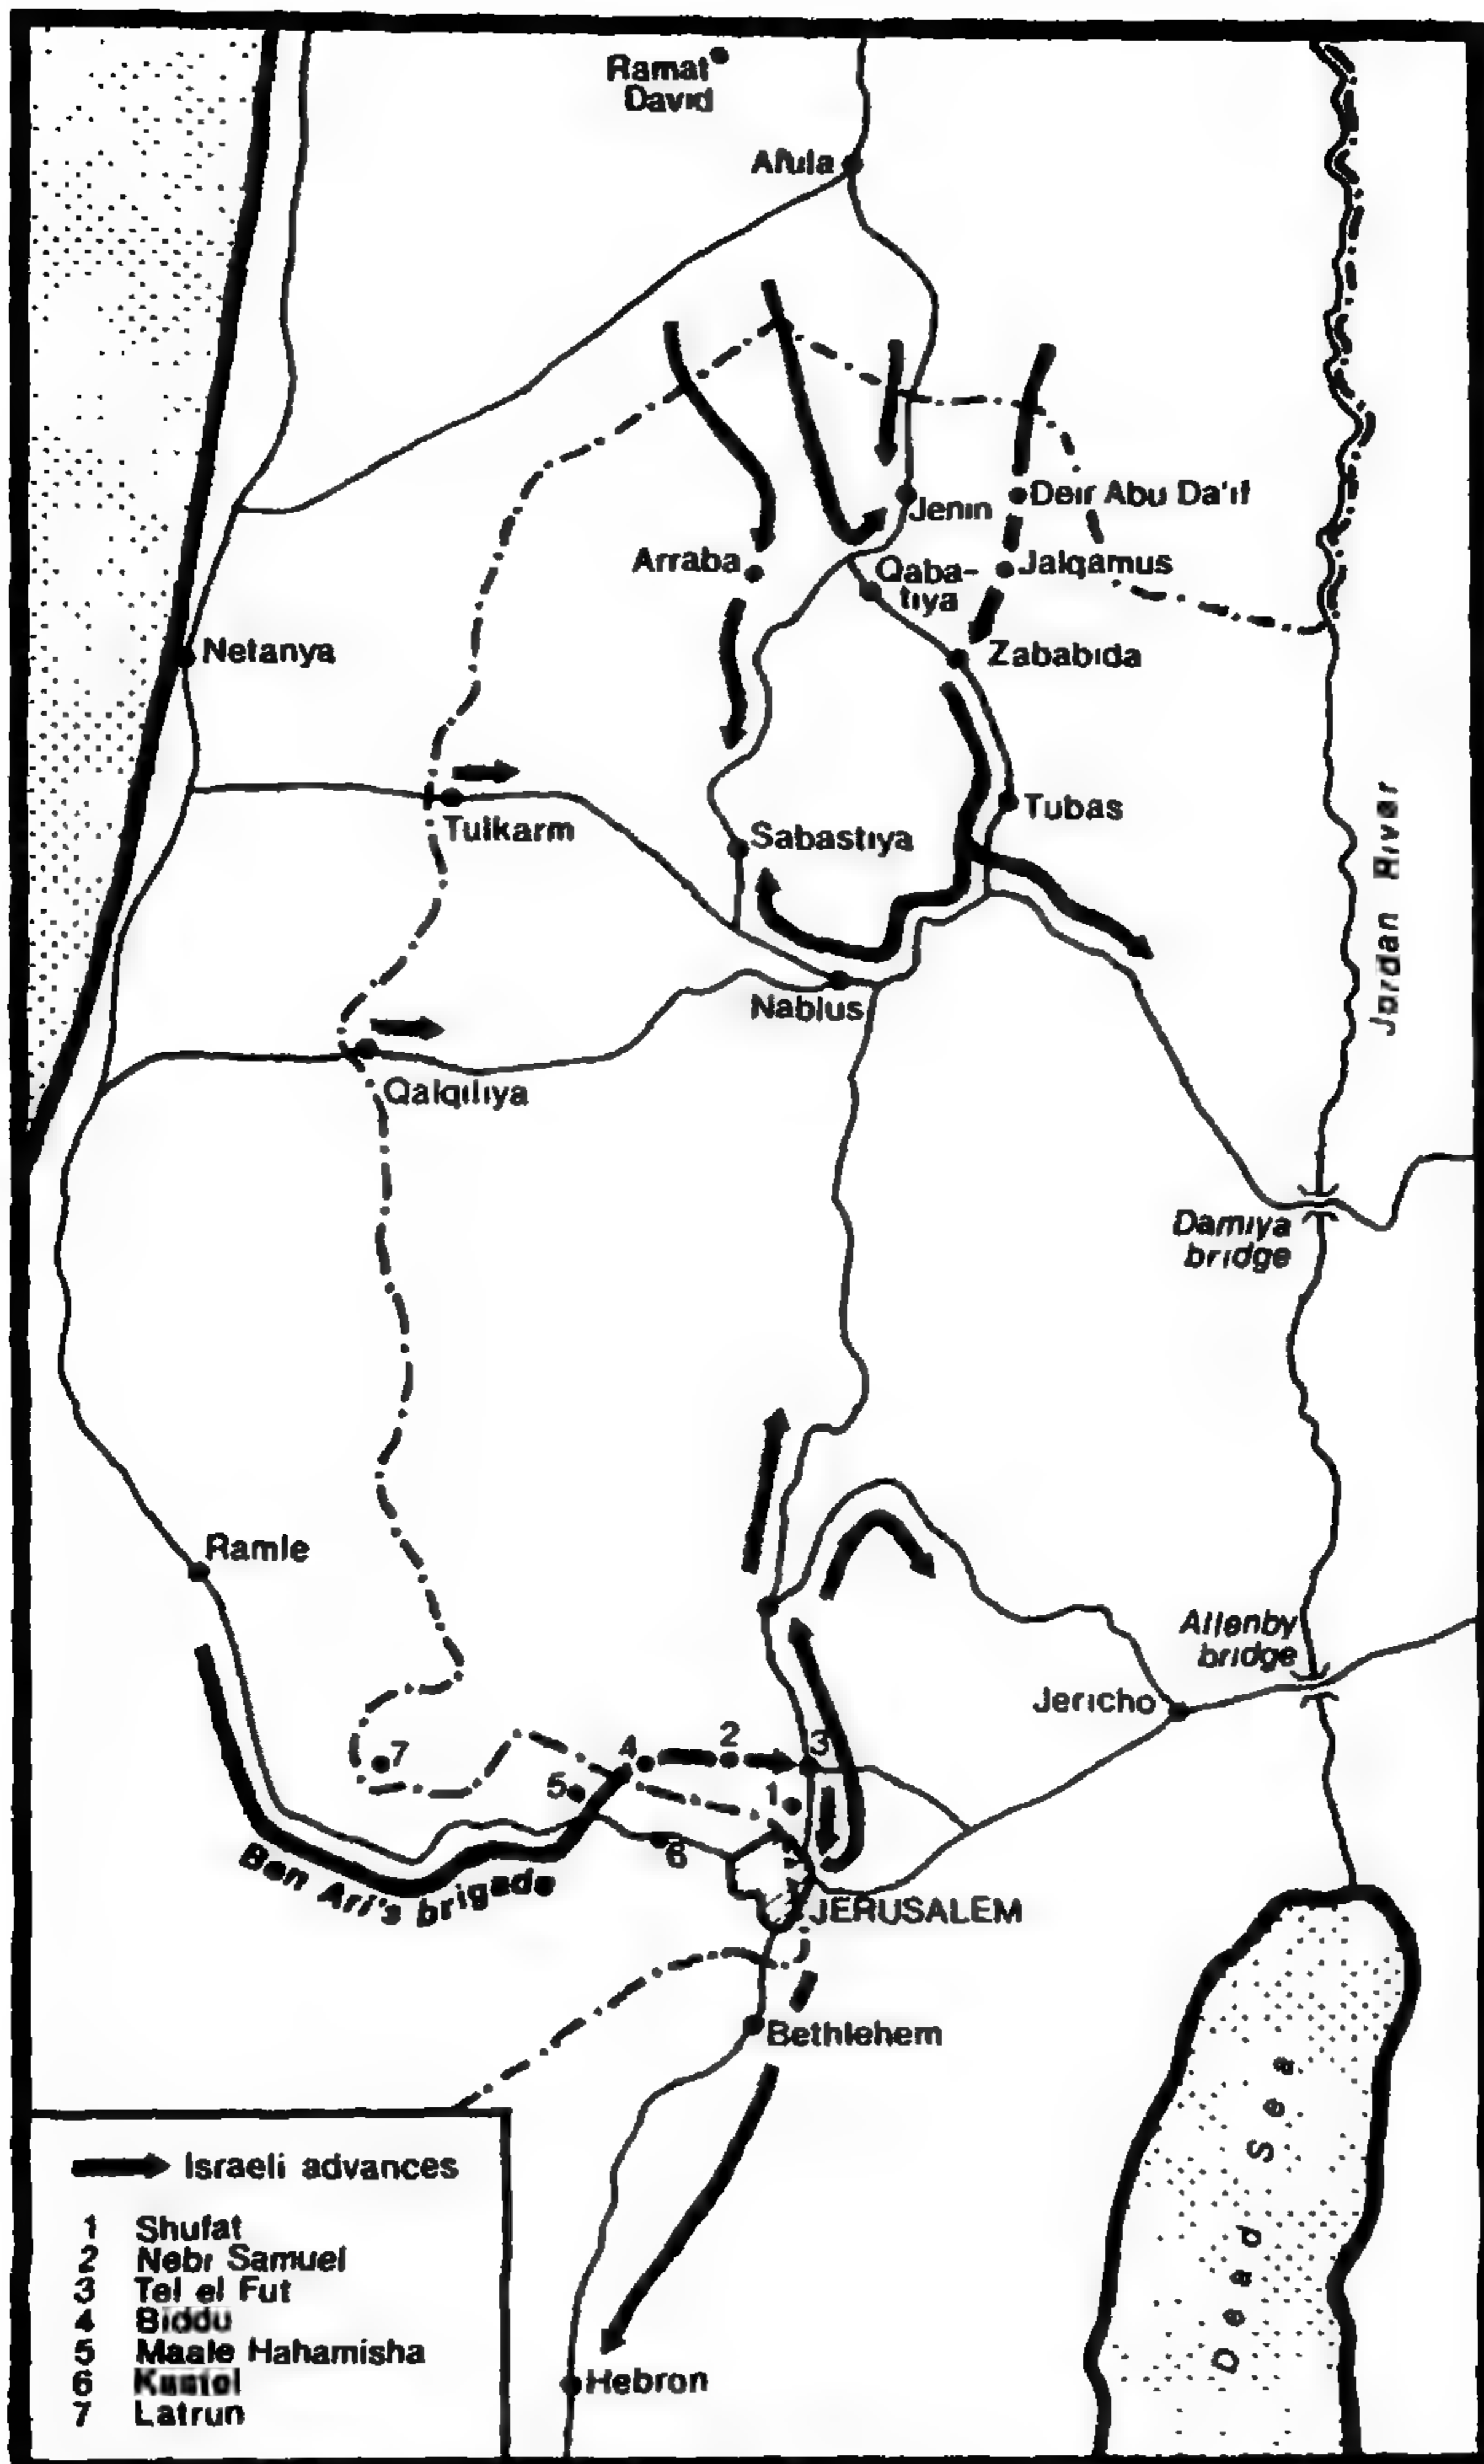 Ramat
David
Afula
Jenin
Deir Abu Da'if
Arraba
Qaba-
tiya
Jalqamus
Netanya
Zababida
Tulkarm
Tubas
Sabastiya
Jordan River
Nablus
Qalqiliya
Damiya
bridge
Ramle
Allenby
bridge
Jericho
7
4
2
3
5
1
6
Ben Ari's brigade
JERUSALEM
Bethlehem
Dead Sea
Israeli advances
1 Shufat
2 Nebi Samuel
3 Tel el Fut
4 Biddu
5 Maale Hahamisha
6
7 Latrun
Hebron